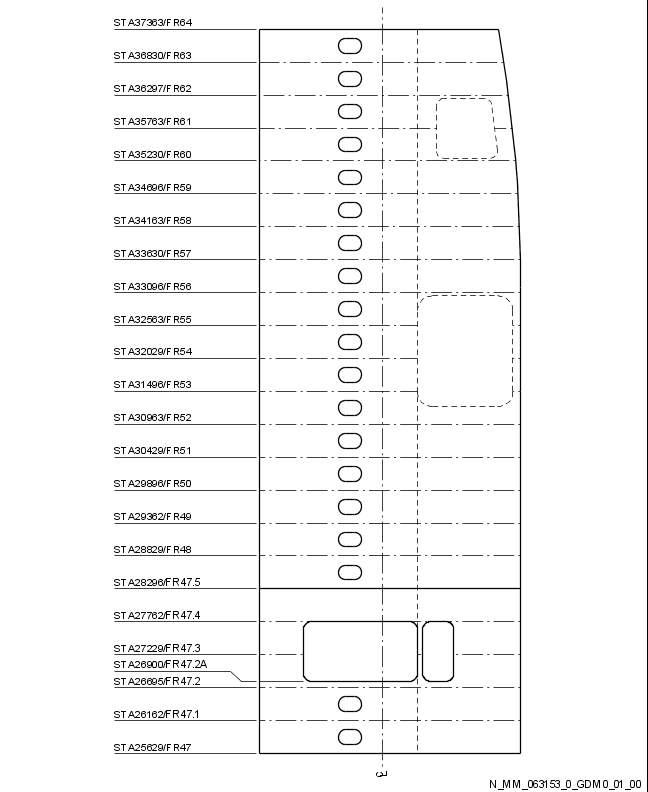 STA37363/FR64
STA36830/FR63
STA36297/FR62
STA35763/FR61
STA35230/FR60
STA34696/FR59
STA34163/FR58
STA33630/FR57
STA33096/FR56
STA32563/FR55
STA32029/FR54
STA31496/FR53
STA30963/FR52
STA30429/FR51
STA29896/FR50
STA29362/FR49
STA28829/FR48
STA28296/FR47.5
STA27762/FR47.4
STA27229/FR47.3
STA26900/FR47.2A
STA26695/FR47.2
STA26162/FR47.1
STA25629/FR47
N_MM_063153_0_GDM0_01_00